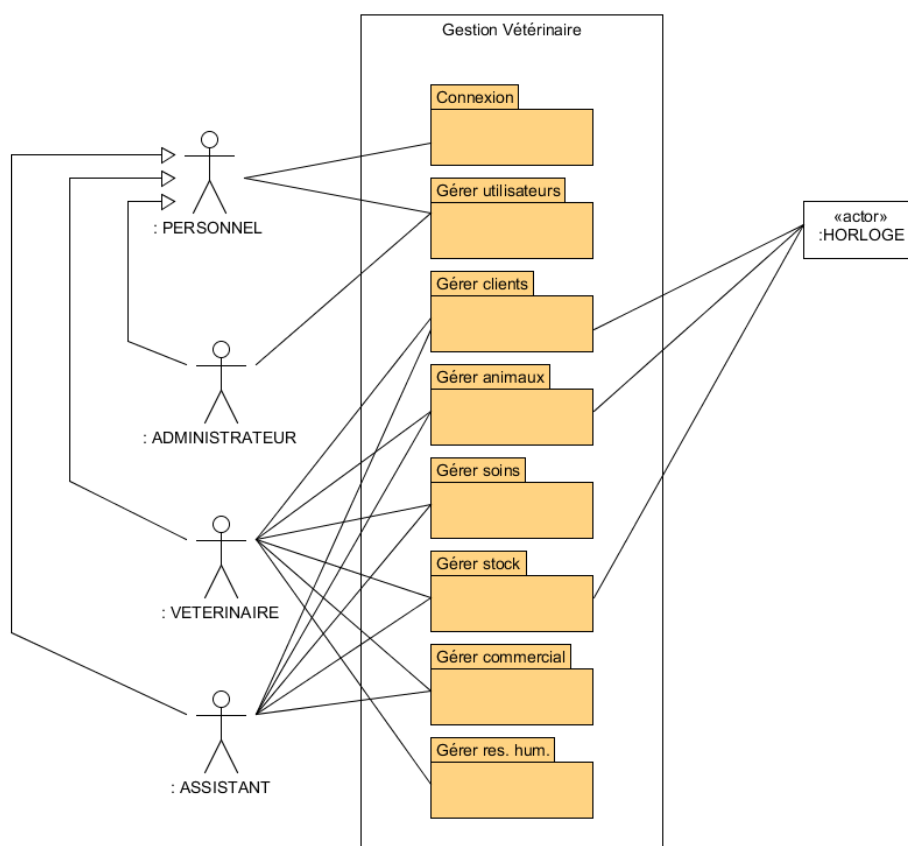 Gestion Vétérinaire
Connexion
: PERSONNEL
Gérer utilisateurs
«actor»
:HORLOGE
Gérer clients
Gérer animaux
: ADMINISTRATEUR
Gérer soins
Gérer stock
: VETERINAIRE
Gérer commercial
Gérer res. hum.
: ASSISTANT